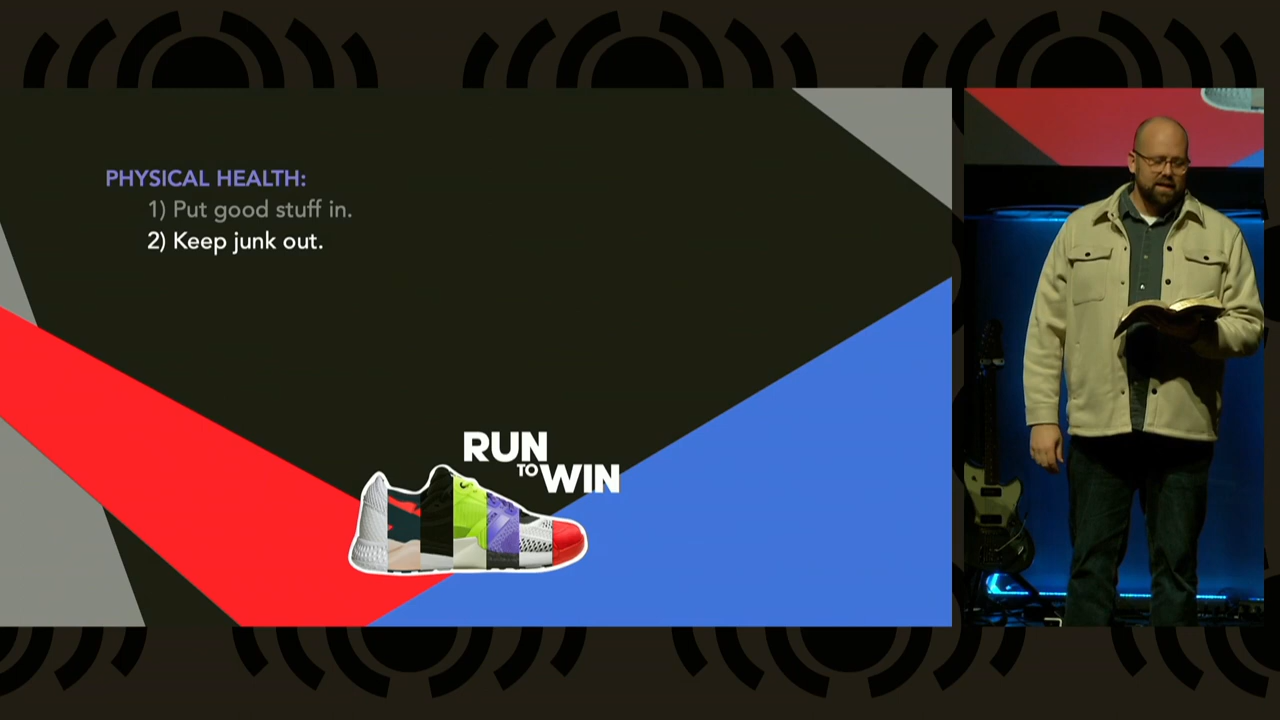 PHYSICAL HEALTH:
1) Put good stuff in.
2) Keep junk out.
RUN
TO WIN